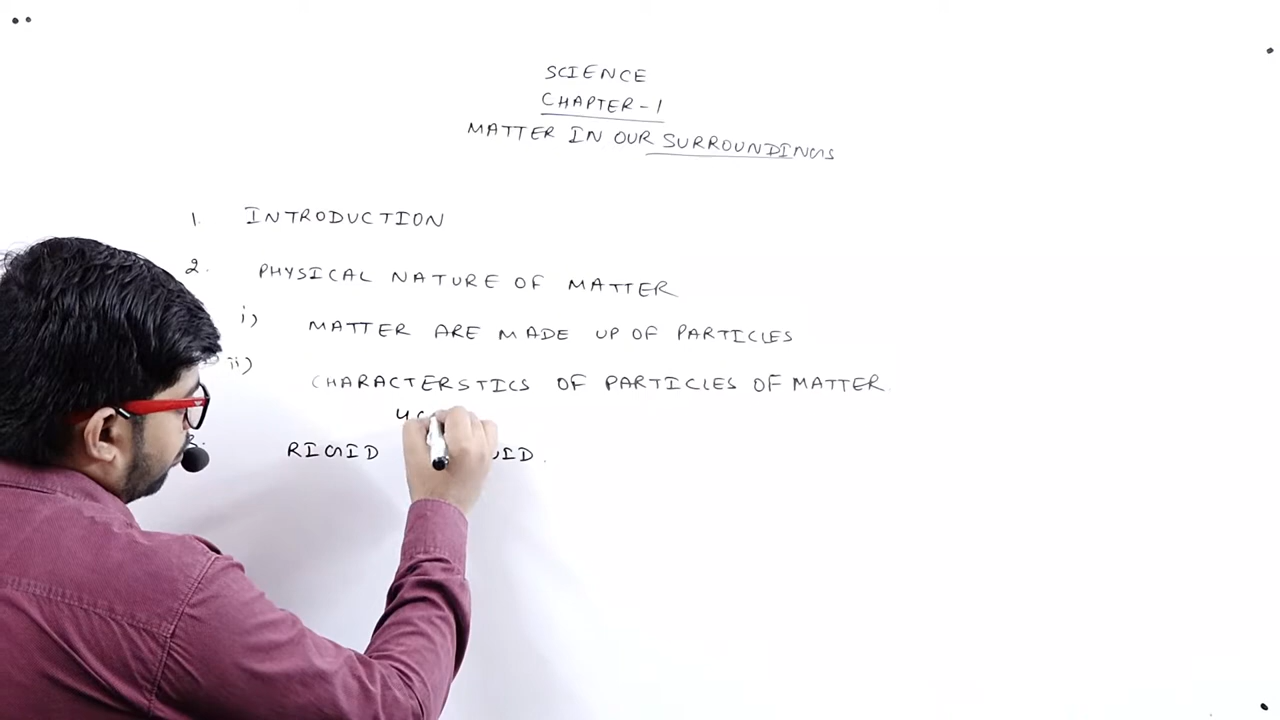 SCIENCE
CHAPTER-1
MATTER IN OUR SURROUNDINGS
1. INTRODUCTION
2. PHYSICAL NATURE OF MATTER
i) MATTER ARE MADE UP OF PARTICLES
ii) CHARACTERSTICS OF PARTICLES OF MATTER
RIGID